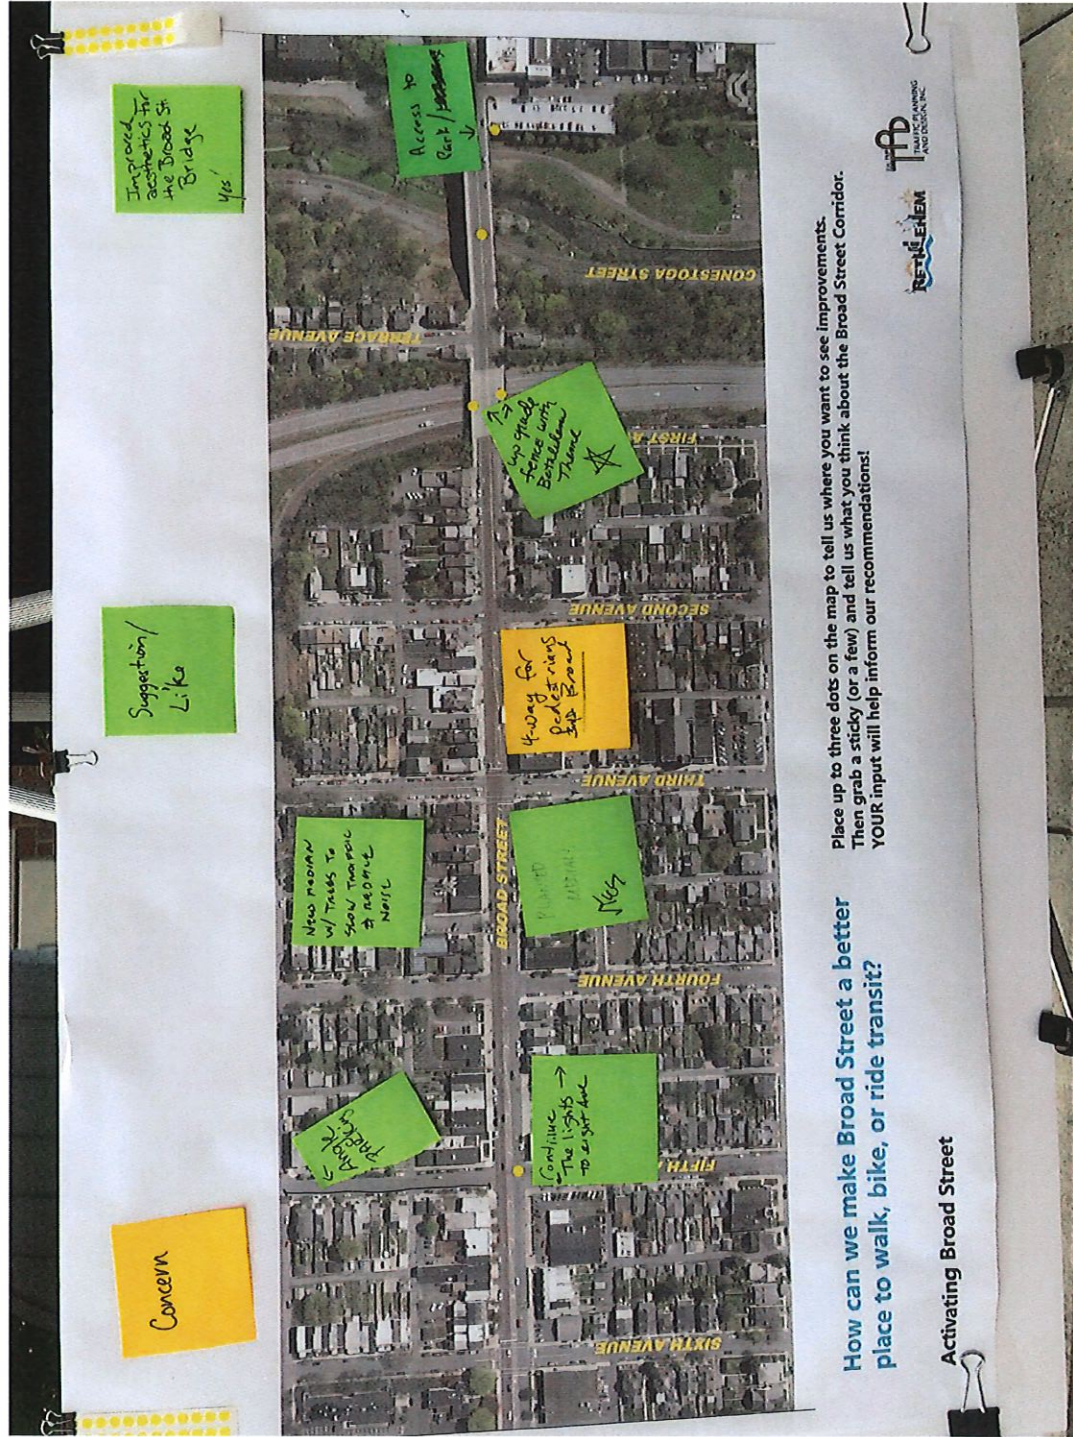 Concern
Suggestion/
Like
Improved
aesthetics for
the Broad St.
Bridge
Yes!
Angle
PARKING
NEW MEDIAN
W/ TREES TO
SLOW TRAFFIC
& REDUCE
NOISE
TERRACE AVENUE
Access to
Park/
BROAD STREET
Continue
The lights →
to eight Ave
PLANTED
MEDIAN
Yes
4-way for
pedestrians
3rd Broad
upgrade
fence with
Bethlehem
Theme
SIXTH AVENUE
FIFTH A
FOURTH AVENUE
THIRD AVENUE
SECOND AVENUE
FIRST A
CONESTOGA STREET
How can we make Broad Street a better
place to walk, bike, or ride transit?
Place up to three dots on the map to tell us where you want to see improvements.
Then grab a sticky (or a few) and tell us what you think about the Broad Street Corridor.
YOUR input will help inform our recommendations!
Activating Broad Street
BETHLEHEM
TPD
TRAFFIC PLANNING
AND DESIGN, INC.